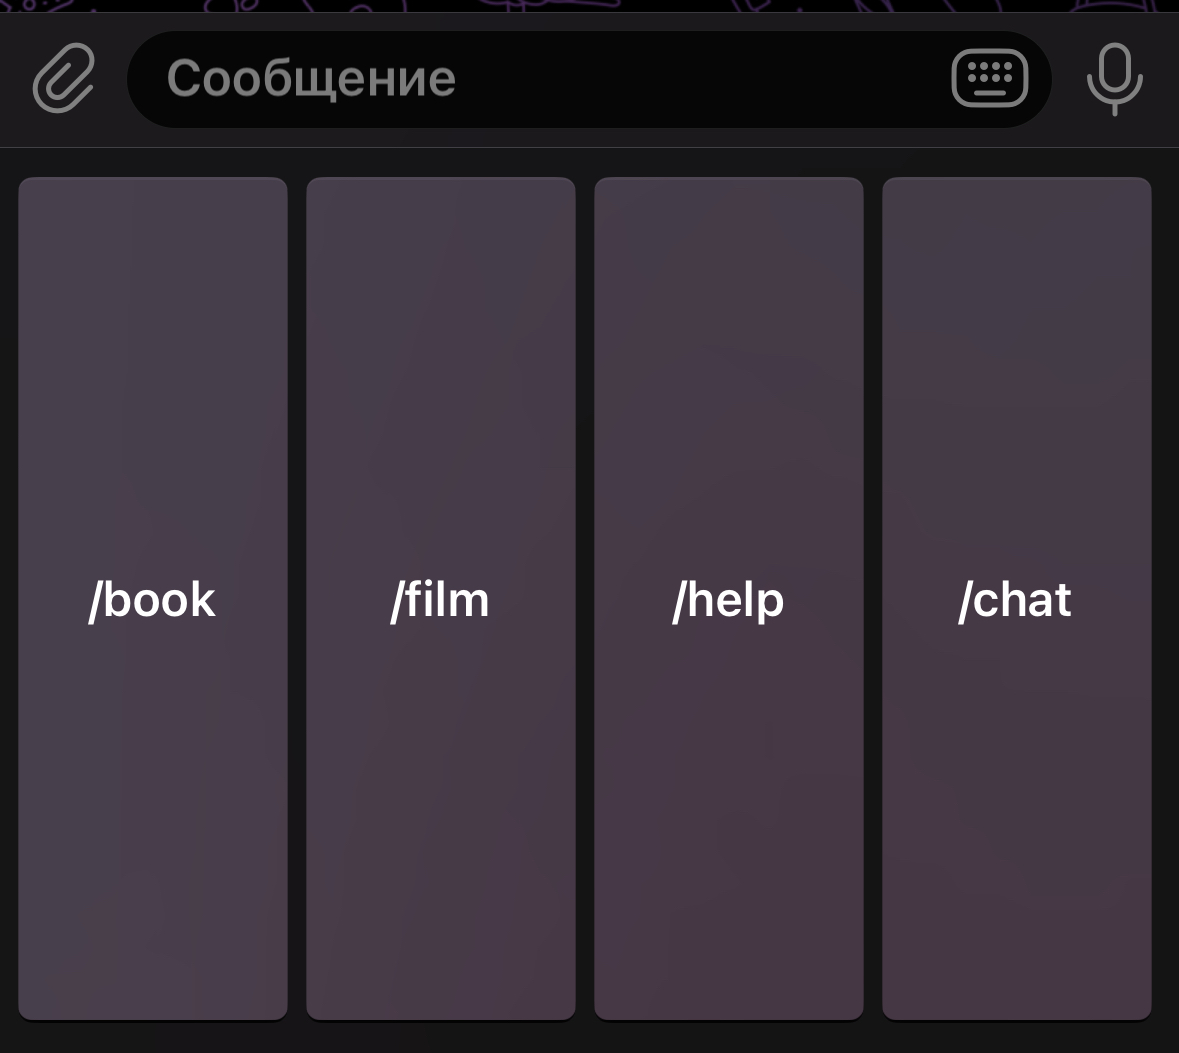 Сообщение
/book
/film
/help
/chat